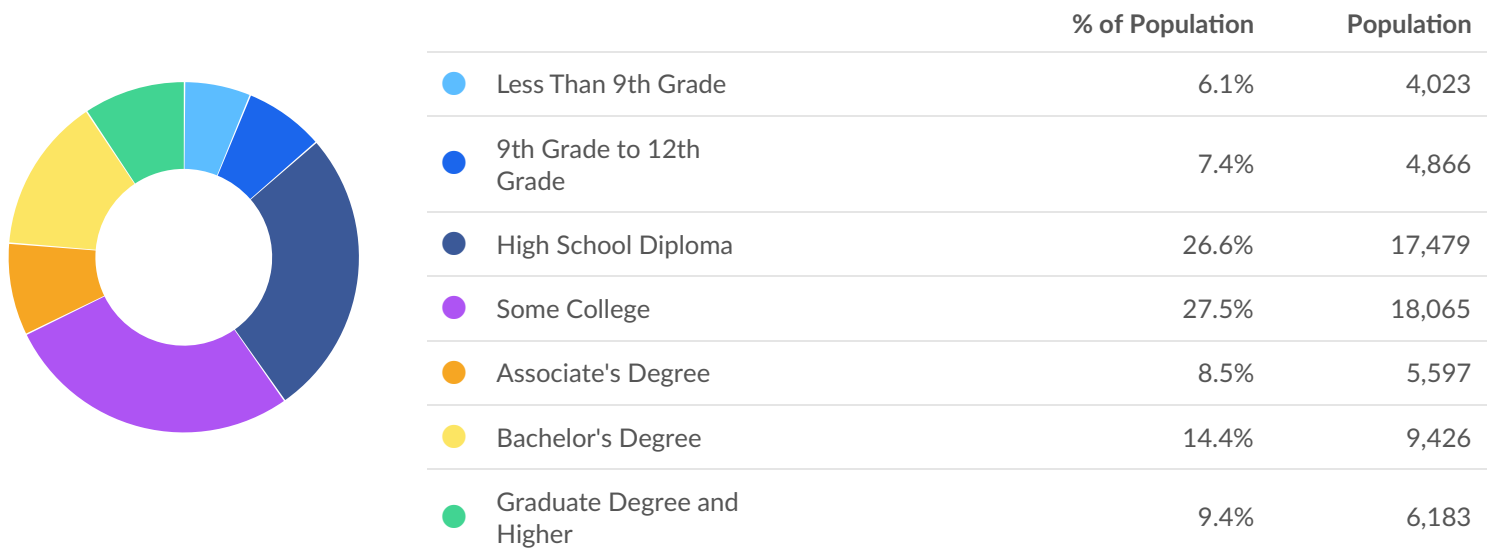 % of Population Population
Less Than 9th Grade 6.1% 4,023
9th Grade to 12th
Grade 7.4% 4,866
High School Diploma 26.6% 17,479
Some College 27.5% 18,065
Associate's Degree 8.5% 5,597
Bachelor's Degree 14.4% 9,426
Graduate Degree and
Higher 9.4% 6,183